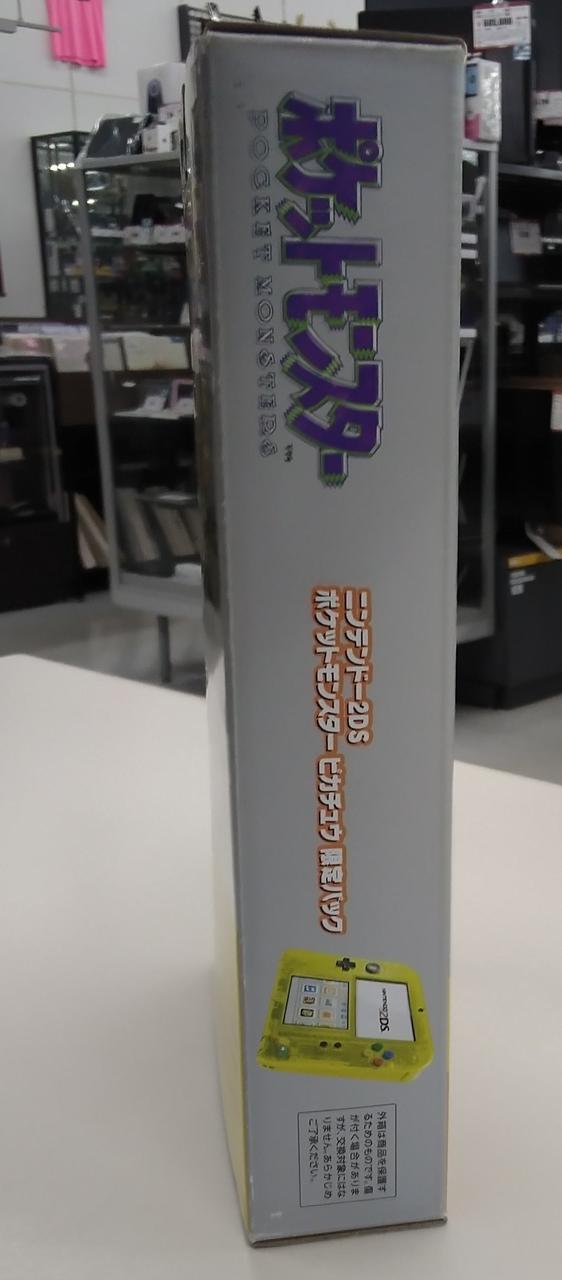 ポケットモンスター
POCKET MONSTERS
ニンテンドー2DS
ポケットモンスター ピカチュウ 限定パック
NINTENDO 2DS
外箱は商品を保護す
るためのものです。傷
が付く場合がありま
すが、交換対象にはな
りません。あらかじめ
ご了承ください。